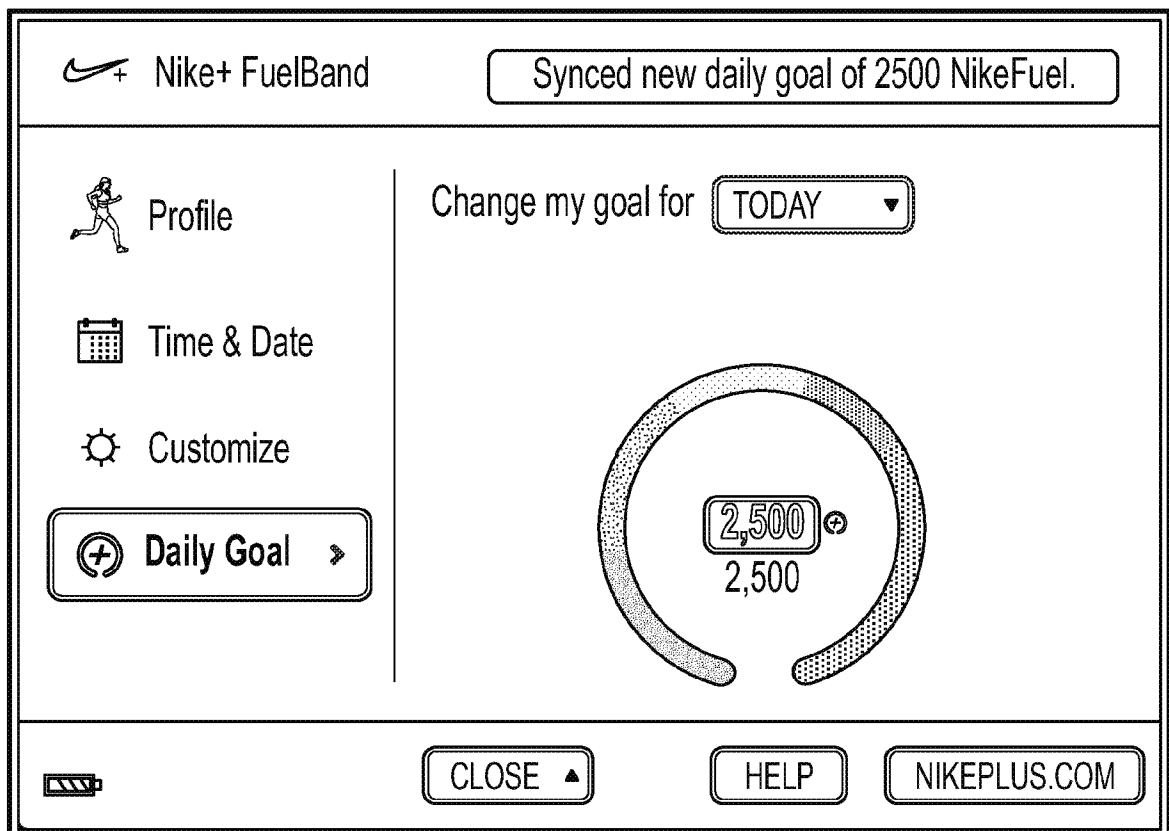 Nike+ FuelBand
Synced new daily goal of 2500 NikeFuel.
Profile
Time & Date
Customize
Daily Goal
Change my goal for TODAY
2,500
2,500
CLOSE
HELP
NIKEPLUS.COM